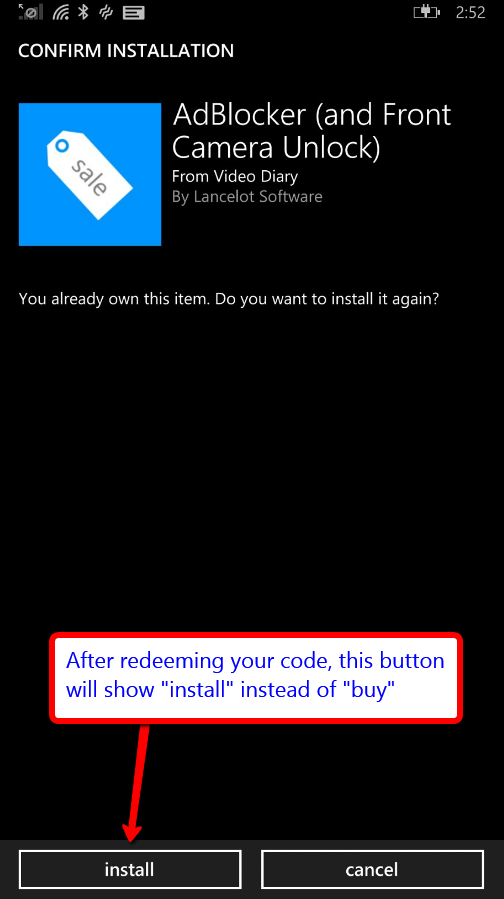 2:52
CONFIRM INSTALLATION
sale
AdBlocker (and Front
Camera Unlock)
From Video Diary
By Lancelot Software
You already own this item. Do you want to install it again?
After redeeming your code, this button
will show "install" instead of "buy"
install
cancel